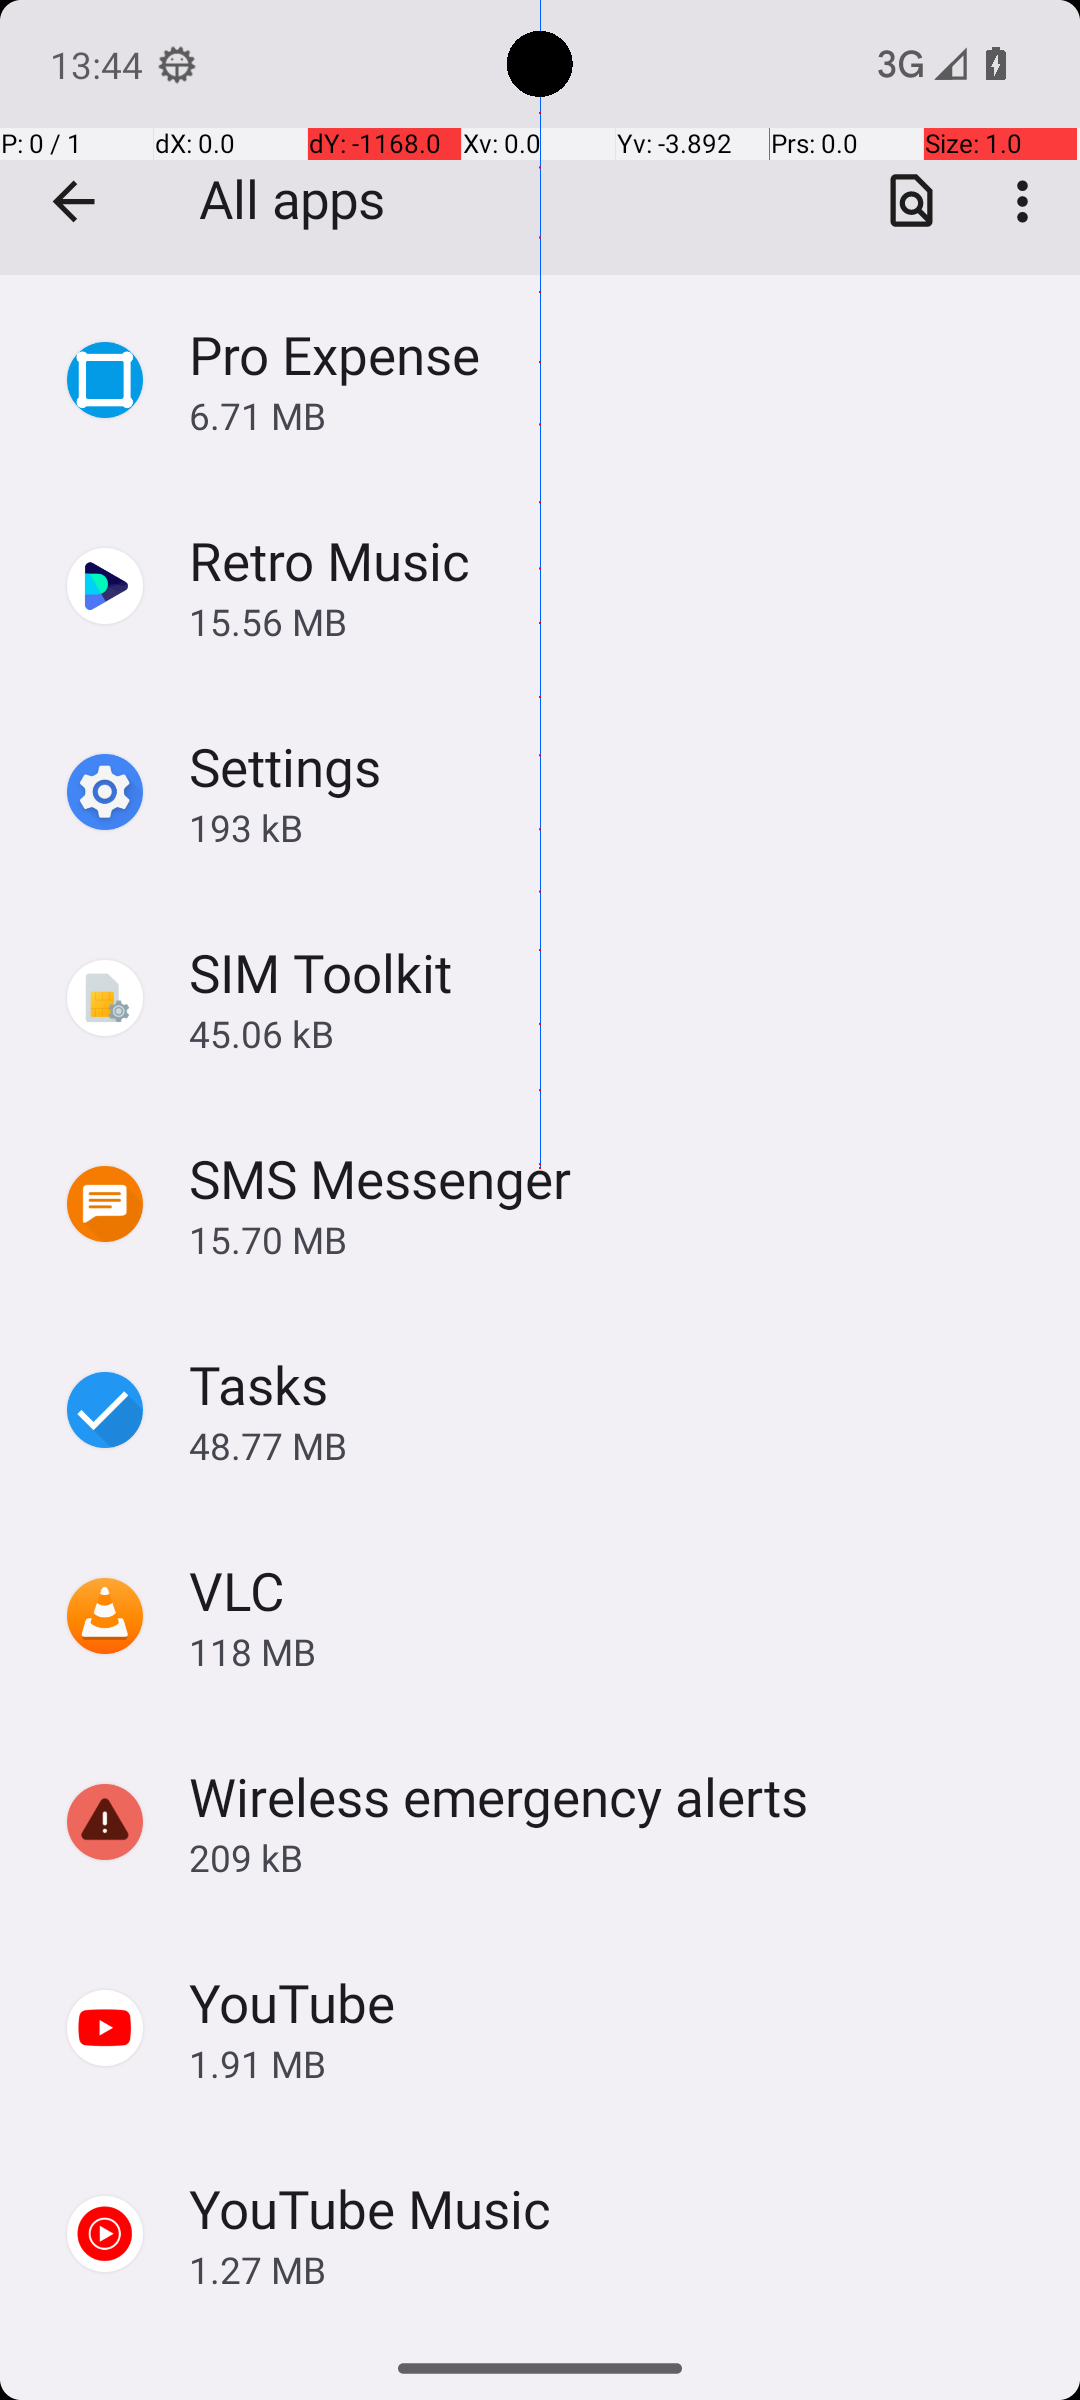 13:44
3G
P: 0 / 1 dX: 0.0 dY: -1168.0 Xv: 0.0 Yv: -3.892 Prs: 0.0 Size: 1.0
All apps
Pro Expense
6.71 MB
Retro Music
15.56 MB
Settings
193 kB
SIM Toolkit
45.06 kB
SMS Messenger
15.70 MB
Tasks
48.77 MB
VLC
118 MB
Wireless emergency alerts
209 kB
YouTube
1.91 MB
YouTube Music
1.27 MB